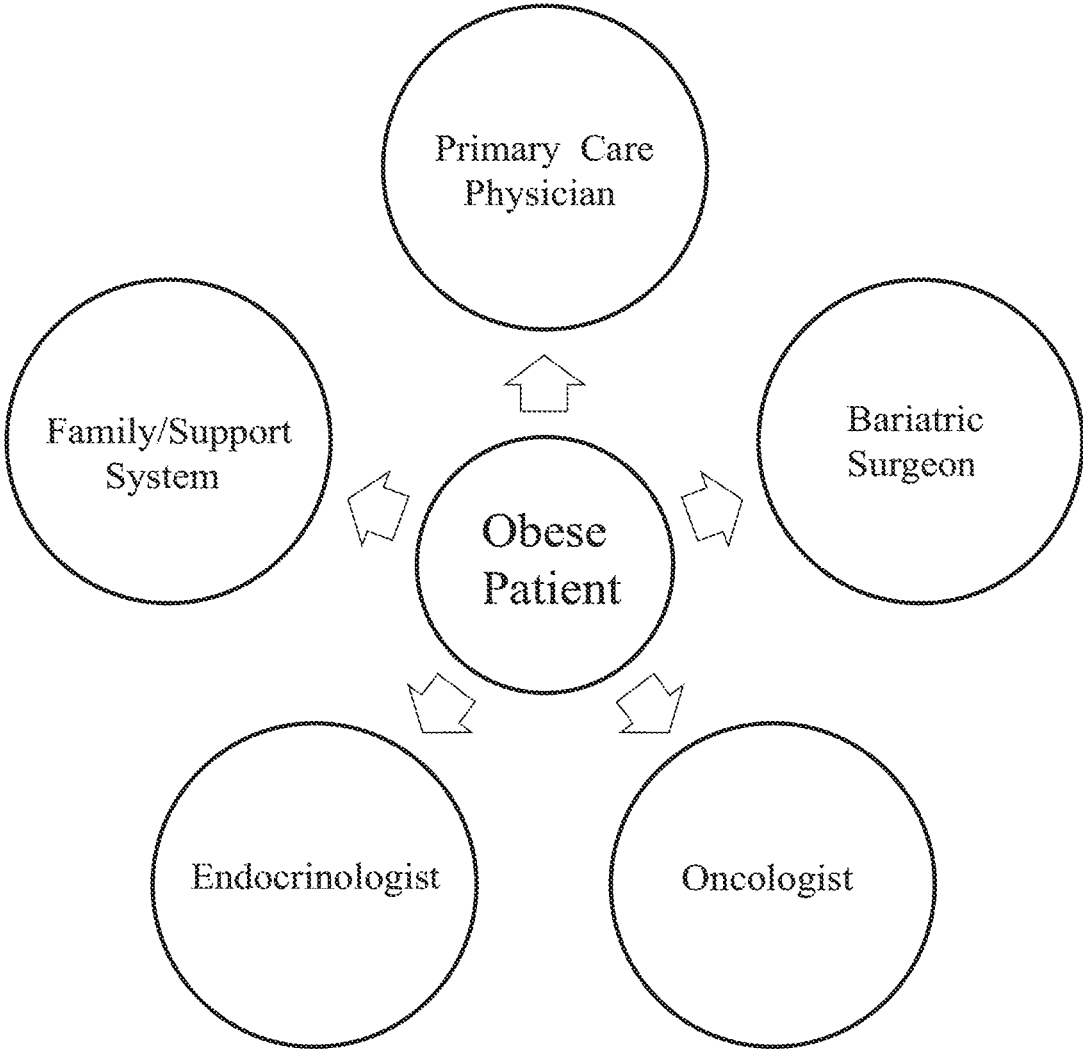 Primary Care
Physician
Family/Support
System
Bariatric
Surgeon
Obese
Patient
Endocrinologist
Oncologist